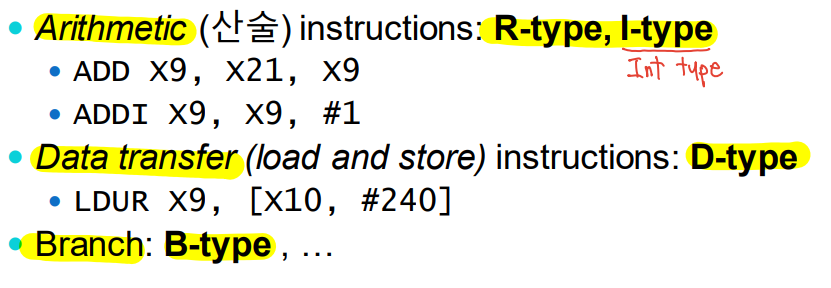 • Arithmetic (산술) instructions: R-type, I-type
Int type
• ADD X9, X21, X9
• ADDI X9, X9, #1
• Data transfer (load and store) instructions: D-type
• LDUR X9, [X10, #240]
• Branch: B-type , …